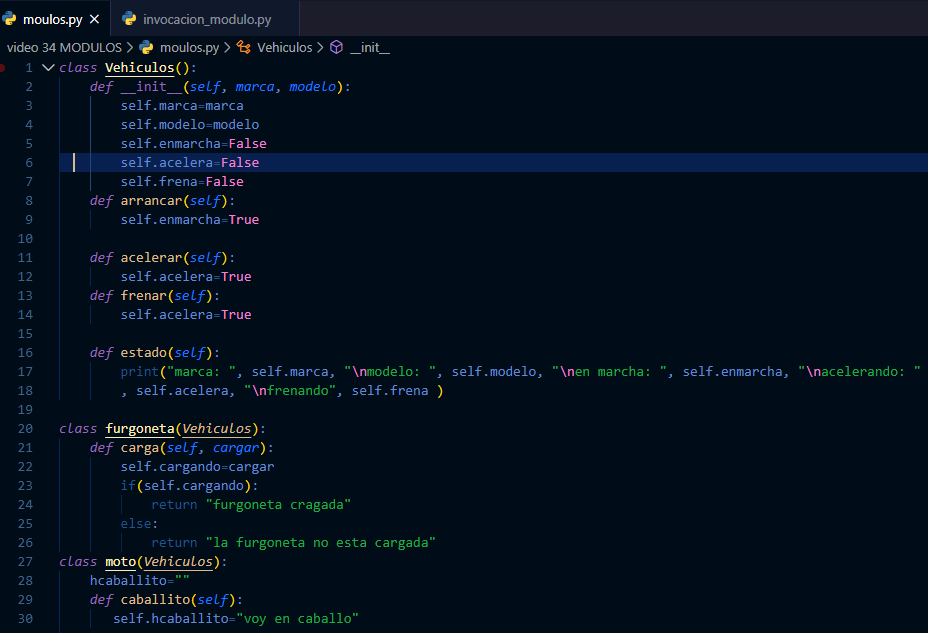 moulos.py ×
invocacion_modulo.py
video 34 MODULOS > moulos.py > Vehiculos > __init__
1 class Vehiculos():
2     def __init__(self, marca, modelo):
3         self.marca=marca
4         self.modelo=modelo
5         self.enmarcha=False
6         self.acelera=False
7         self.frena=False
8     def arrancar(self):
9         self.enmarcha=True
10
11     def acelerar(self):
12         self.acelera=True
13     def frenar(self):
14         self.acelera=True
15
16     def estado(self):
17         print("marca: ", self.marca, "\nmodelo: ", self.modelo, "\nen marcha: ", self.enmarcha, "\nacelerando: "
18         , self.acelera, "\nfrenando", self.frena )
19
20 class furgoneta(Vehiculos):
21     def carga(self, cargar):
22         self.cargando=cargar
23         if(self.cargando):
24             return "furgoneta cragada"
25         else:
26             return "la furgoneta no esta cargada"
27 class moto(Vehiculos):
28     hcaballito=""
29     def caballito(self):
30        self.hcaballito="voy en caballo"